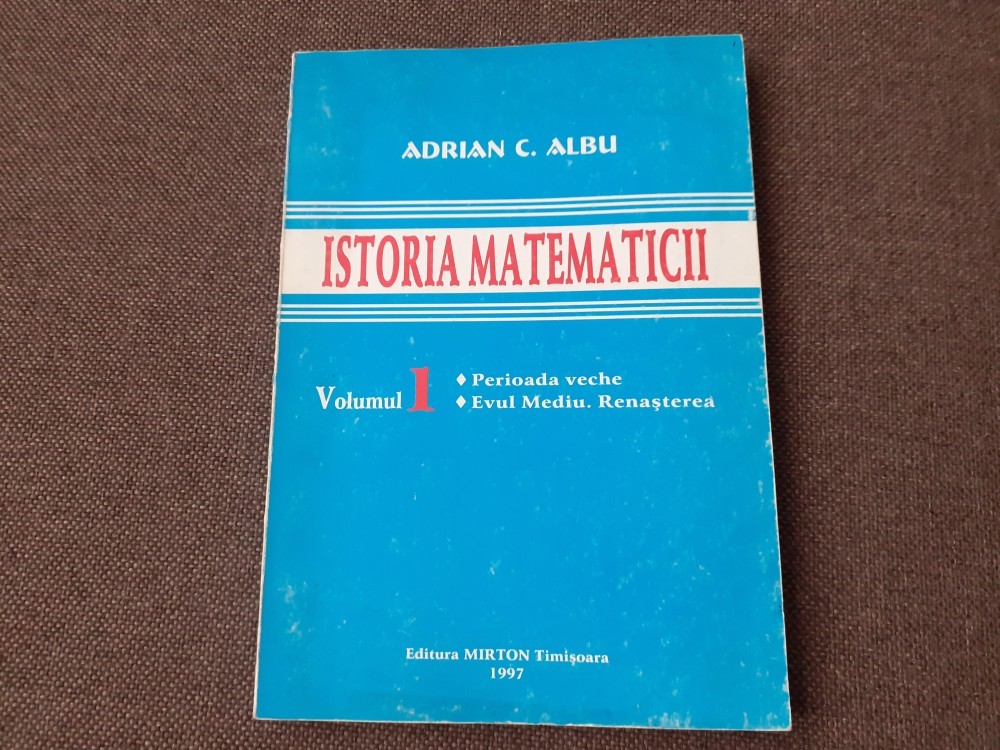 ADRIAN C. ALBU
ISTORIA MATEMATICII
Volumul 1
♦ Perioada veche
♦ Evul Mediu. Renaşterea
Editura MIRTON Timişoara
1997